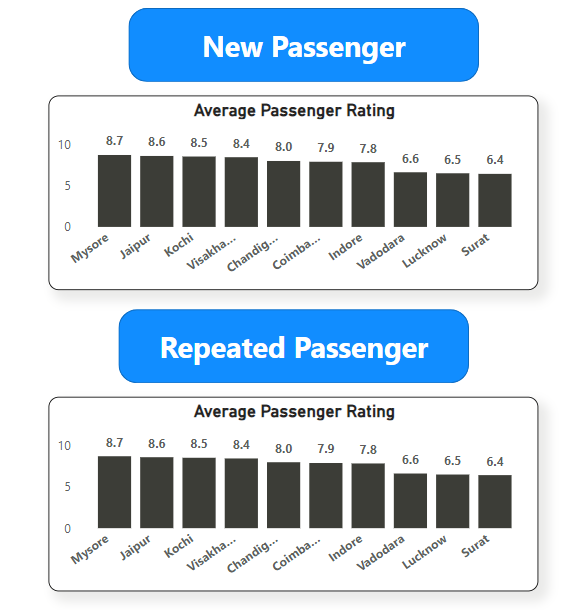 New Passenger
Average Passenger Rating
10
5
0
8.7 8.6 8.5 8.4 8.0 7.9 7.8 6.6 6.5 6.4
Mysore Jaipur Kochi Visakha... Chandig... Coimba... Indore Vadodara Lucknow Surat
Repeated Passenger
Average Passenger Rating
10
5
0
8.7 8.6 8.5 8.4 8.0 7.9 7.8 6.6 6.5 6.4
Mysore Jaipur Kochi Visakha... Chandig... Coimba... Indore Vadodara Lucknow Surat